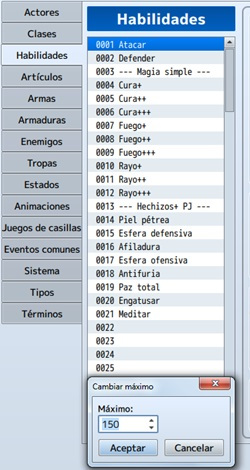 Actores
Clases
Habilidades
Artículos
Armas
Armaduras
Enemigos
Tropas
Estados
Animaciones
Juegos de casillas
Eventos comunes
Sistema
Tipos
Términos
Habilidades
0001 Atacar
0002 Defender
0003 --- Magia simple ---
0004 Cura+
0005 Cura++
0006 Cura+++
0007 Fuego+
0008 Fuego++
0009 Fuego+++
0010 Rayo+
0011 Rayo++
0012 Rayo+++
0013 --- Hechizos+ PJ ---
0014 Piel pétrea
0015 Esfera defensiva
0016 Afiladura
0017 Esfera ofensiva
0018 Antifuria
0019 Paz total
0020 Engatusar
0021 Meditar
0022
0023
0024
0025
Cambiar máximo
Máximo:
150
Aceptar
Cancelar